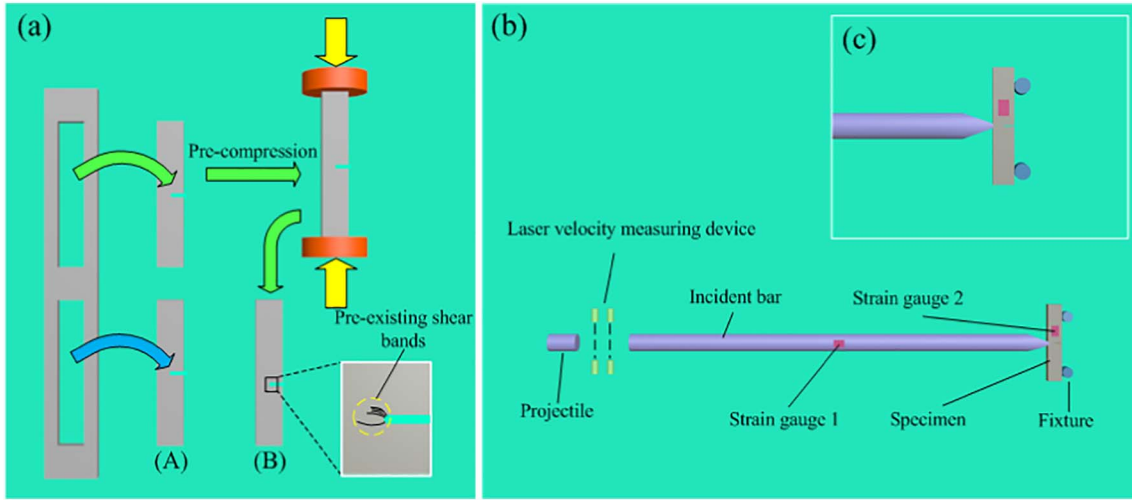 (a)
Pre-compression
Pre-existing shear
bands
(A)
(B)
(b)
(c)
Laser velocity measuring device
Incident bar
Strain gauge 2
Projectile
Strain gauge 1
Specimen
Fixture